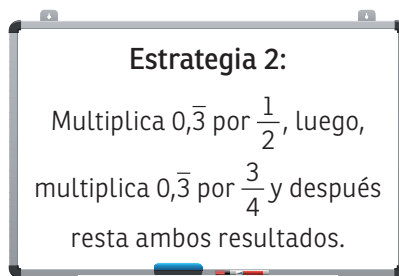 Estrategia 2:
Multiplica 0,3̅ por 1/2, luego,
multiplica 0,3̅ por 3/4 y después
resta ambos resultados.